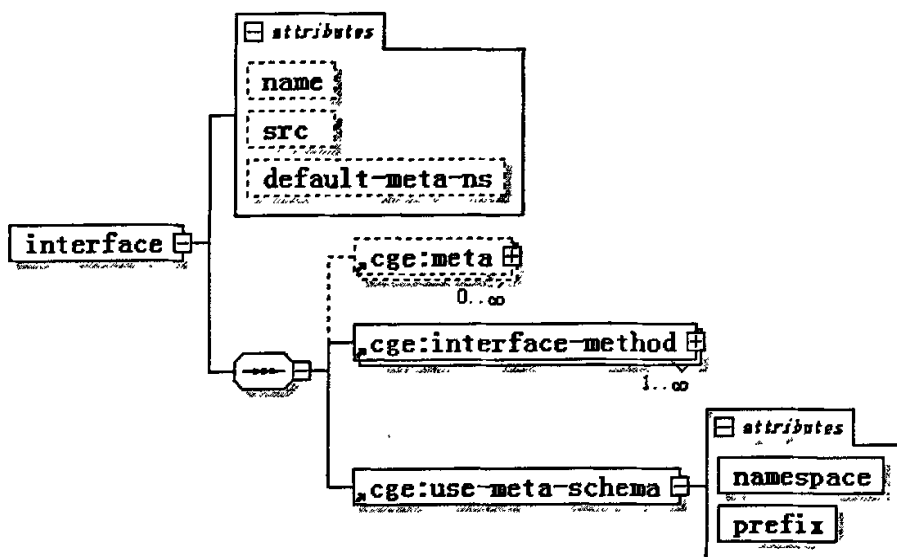 attributes
name
src
default-meta-ns
interface
cge:meta
0..∞
cge:interface-method
1..∞
attributes
cge:use-meta-schema
namespace
prefix